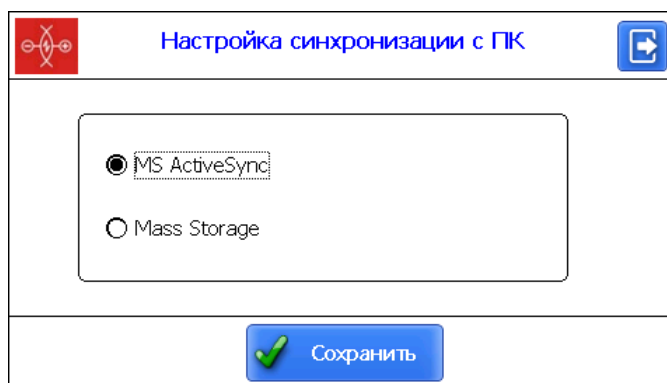 Настройка синхронизации с ПК
MS ActiveSync
Mass Storage
Сохранить